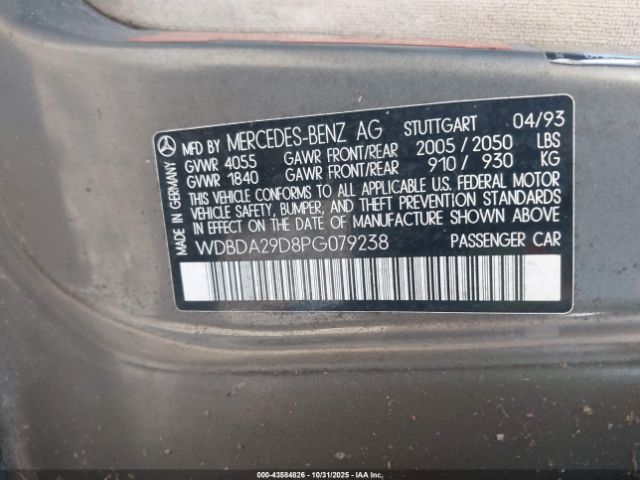 MFD BY MERCEDES-BENZ AG STUTTGART 04/93
GVWR 4055 GAWR FRONT/REAR 2005/2050 LBS
GVWR 1840 GAWR FRONT/REAR 910/930 KG
THIS VEHICLE CONFORMS TO ALL APPLICABLE U.S. FEDERAL MOTOR
VEHICLE SAFETY, BUMPER, AND THEFT PREVENTION STANDARDS
IN EFFECT ON THE DATE OF MANUFACTURE SHOWN ABOVE
WDBDA29D8PG079238 PASSENGER CAR
MADE IN GERMANY
000-43584826 - 10/31/2025 - IAA Inc.